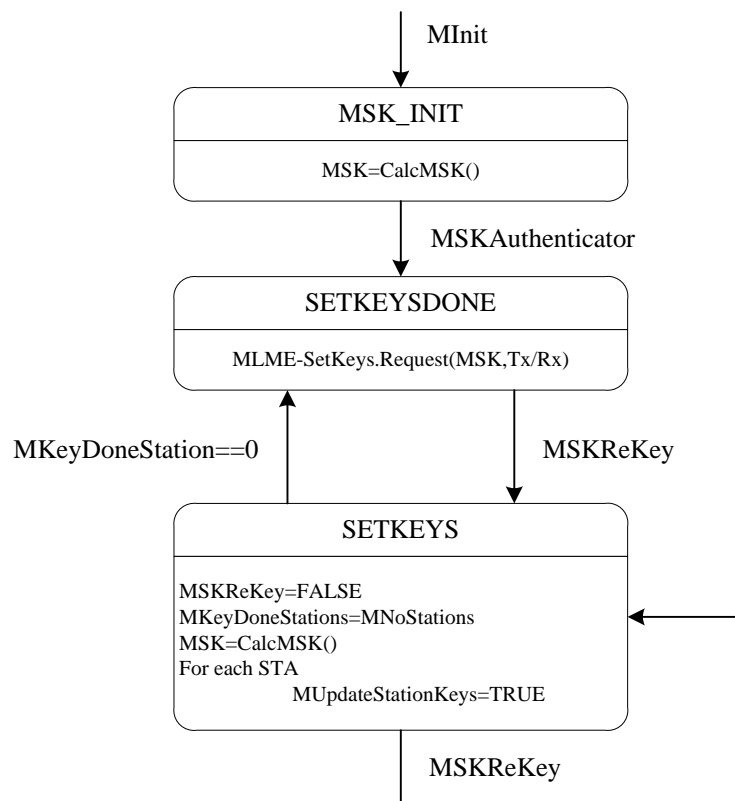 MInit
MSK_INIT
MSK=CalcMSK()
MSKAuthenticator
SETKEYSDONE
MLME-SetKeys.Request(MSK,Tx/Rx)
MKeyDoneStation==0
MSKReKey
SETKEYS
MSKReKey=FALSE
MKeyDoneStations=MNoStations
MSK=CalcMSK()
For each STA
MUpdateStationKeys=TRUE
MSKReKey